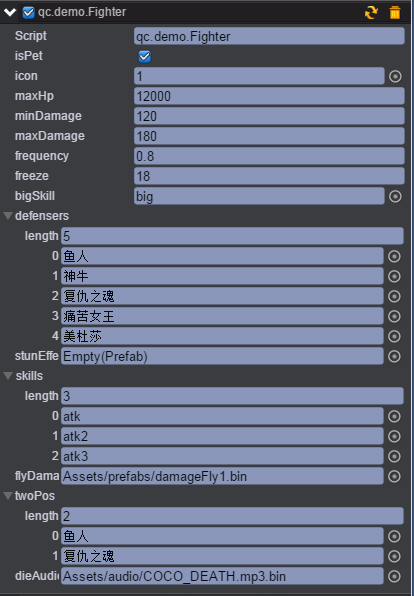 qc.demo.Fighter
Script qc.demo.Fighter
isPet
icon 1
maxHp 12000
minDamage 120
maxDamage 180
frequency 0.8
freeze 18
bigSkill big
defensers
length 5
0 鱼人
1 神牛
2 复仇之魂
3 痛苦女王
4 美杜莎
stunEffe Empty(Prefab)
skills
length 3
0 atk
1 atk2
2 atk3
flyDama Assets/prefabs/damageFly1.bin
twoPos
length 2
0 鱼人
1 复仇之魂
dieAudi Assets/audio/COCO_DEATH.mp3.bin